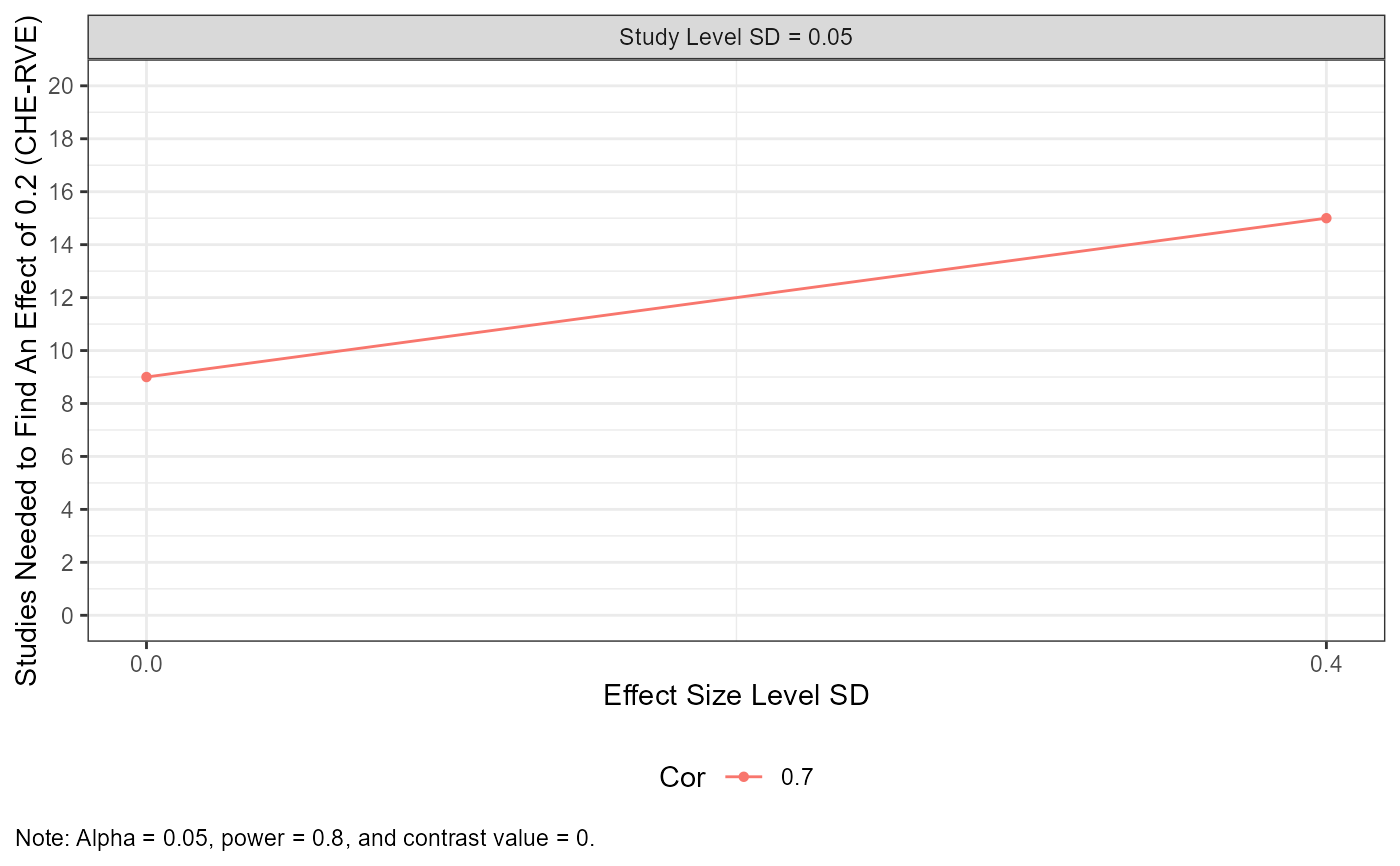 Study Level SD = 0.05
Studies Needed to Find An Effect of 0.2 (CHE-RVE)
20
18
16
14
12
10
8
6
4
2
0
0.0 0.4
Effect Size Level SD
Cor 0.7
Note: Alpha = 0.05, power = 0.8, and contrast value = 0.